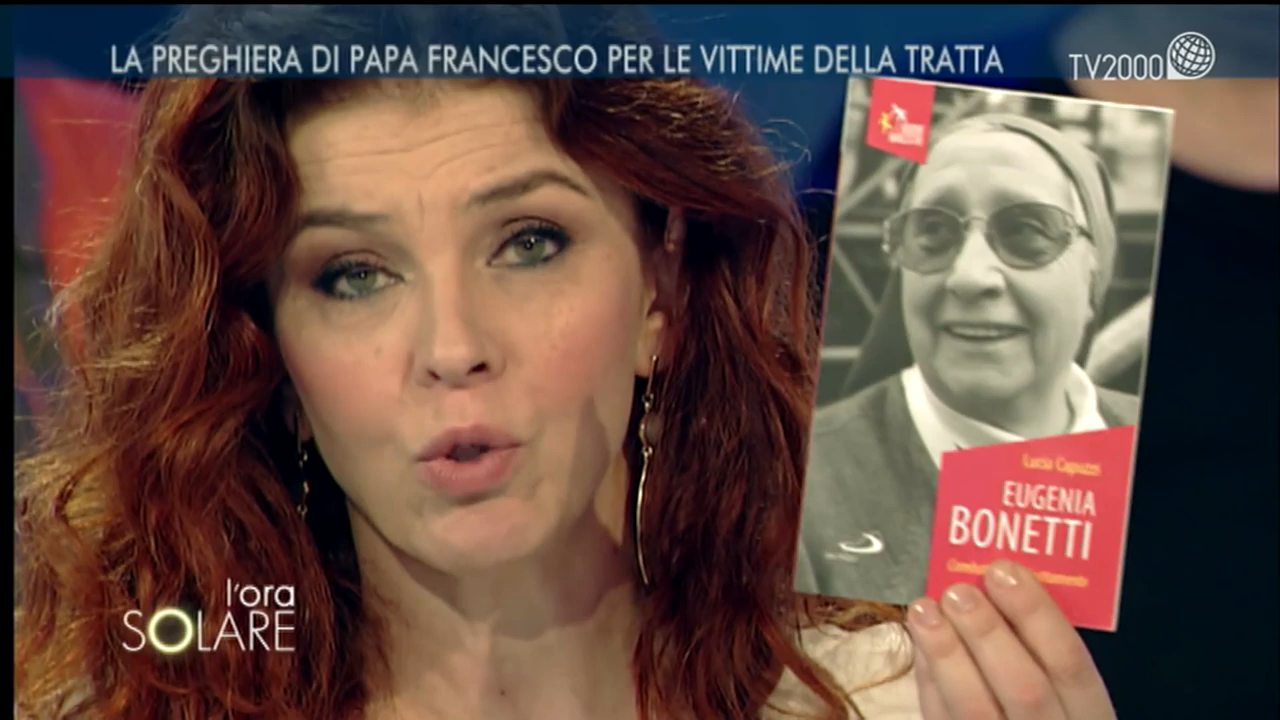 LA PREGHIERA DI PAPA FRANCESCO PER LE VITTIME DELLA TRATTA
TV2000
Lucia Capuzzi
EUGENIA
BONETTI
l'ora
SOLARE